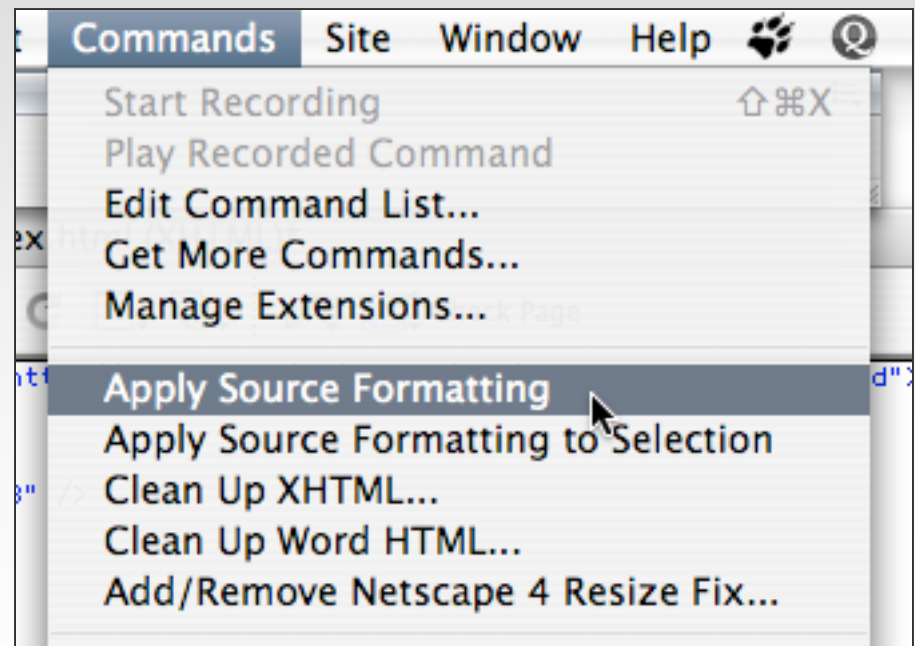 Commands Site Window Help
Start Recording ⇧⌘X
Play Recorded Command
Edit Command List...
Get More Commands...
Manage Extensions...
Apply Source Formatting
Apply Source Formatting to Selection
Clean Up XHTML...
Clean Up Word HTML...
Add/Remove Netscape 4 Resize Fix...